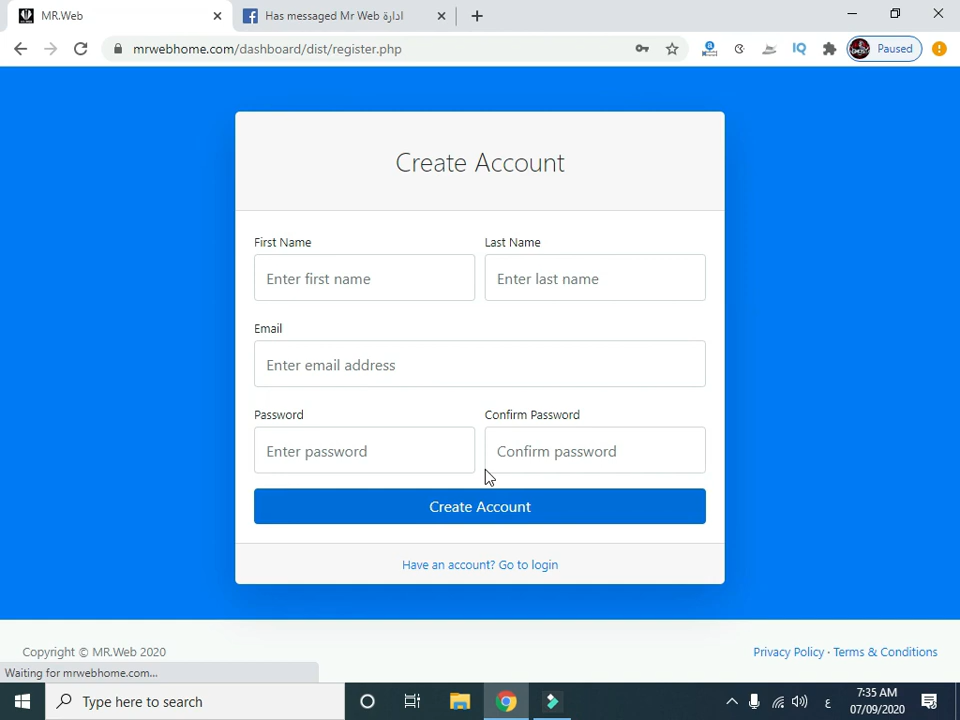 MR.Web
Has messaged Mr Web ادارة
mrwebhome.com/dashboard/dist/register.php
IQ
Paused
Create Account
First Name
Last Name
Enter first name
Enter last name
Email
Enter email address
Password
Confirm Password
Enter password
Confirm password
Create Account
Have an account? Go to login
Copyright © MR.Web 2020
Privacy Policy · Terms & Conditions
Waiting for mrwebhome.com...
Type here to search
ع
7:35 AM
07/09/2020